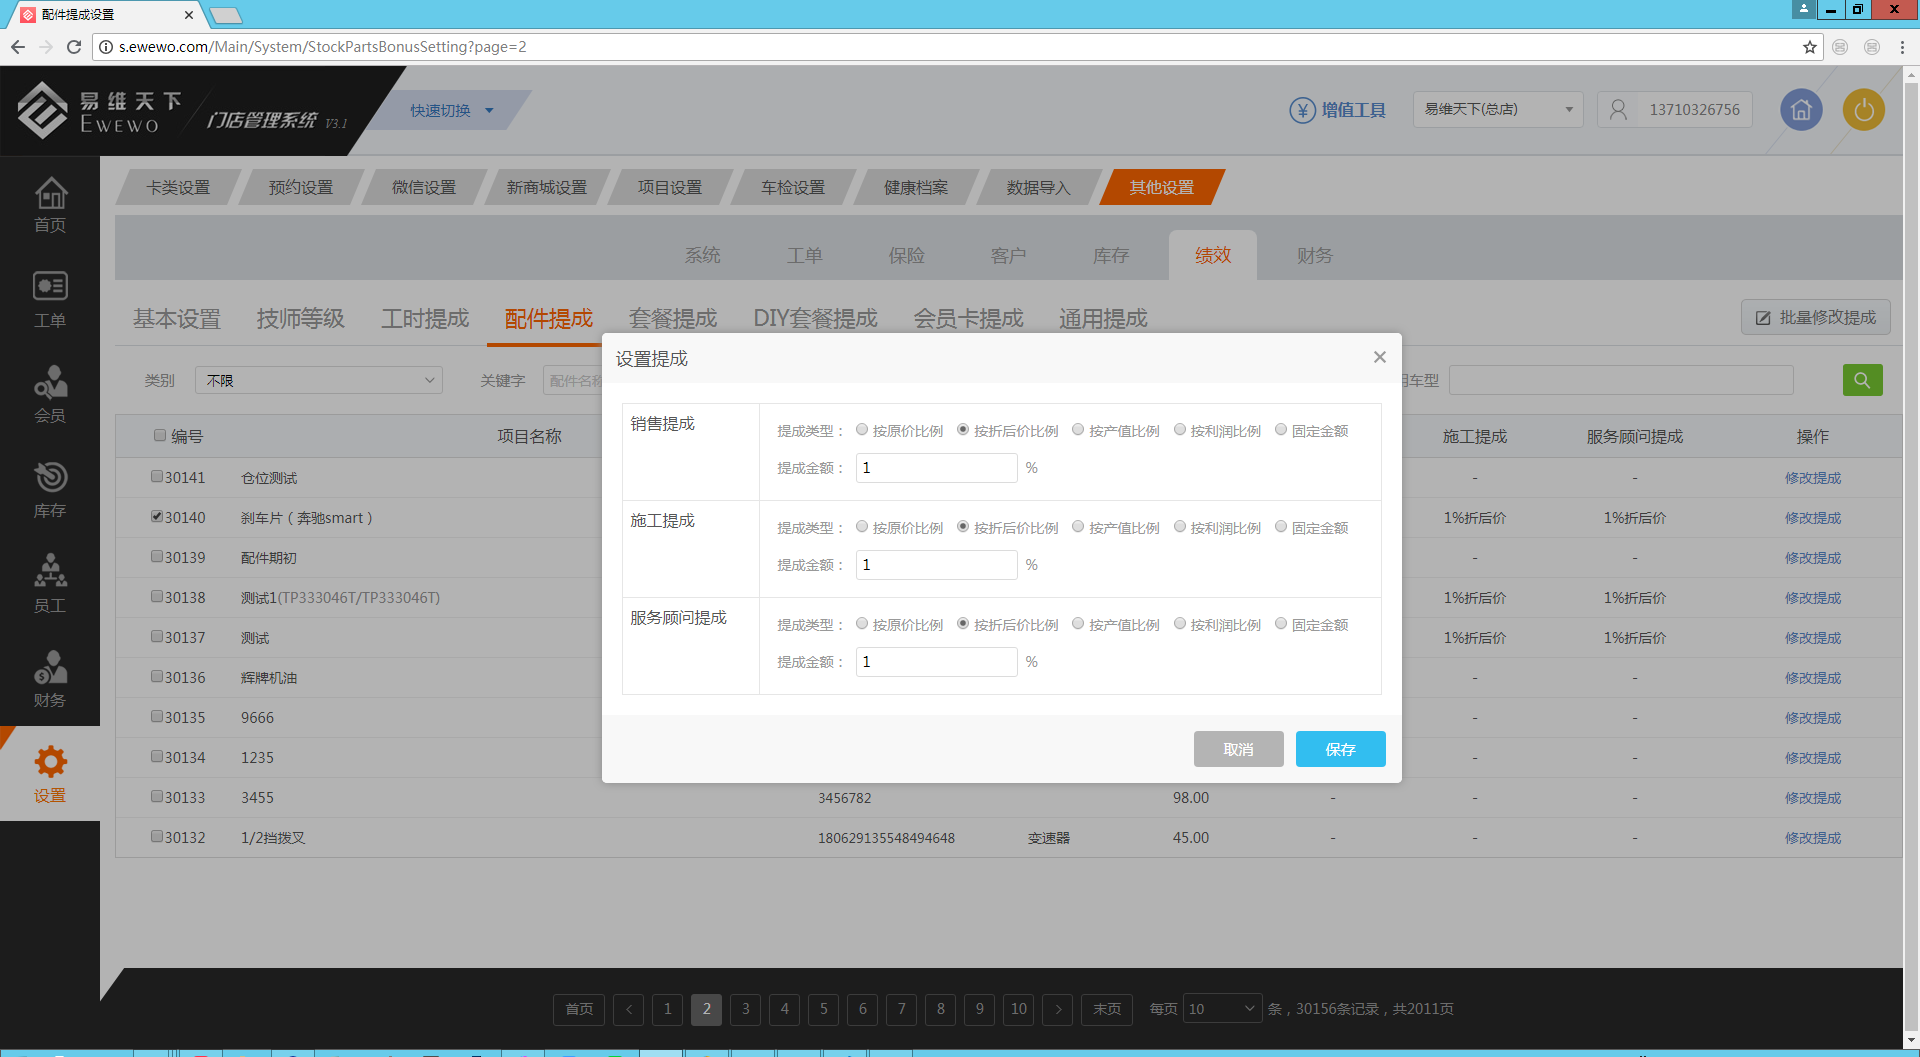 配件提成设置
s.ewewo.com/Main/System/StockPartsBonusSetting?page=2
易维天下
EWEWO
门店管理系统 V3.1
快速切换
增值工具
易维天下(总店)
13710326756
首页
工单
会员
库存
员工
财务
设置
卡类设置 预约设置 微信设置 新商城设置 项目设置 车检设置 健康档案 数据导入 其他设置
系统 工单 保险 客户 库存 绩效 财务
基本设置 技师等级 工时提成 配件提成 套餐提成 DIY套餐提成 会员卡提成 通用提成 批量修改提成
类别 不限 关键字 配件名称 车型
编号 项目名称 施工提成 服务顾问提成 操作
30141 仓位测试 - - 修改提成
30140 刹车片（奔驰smart） 1%折后价 1%折后价 修改提成
30139 配件期初 - - 修改提成
30138 测试1(TP333046T/TP333046T) 1%折后价 1%折后价 修改提成
30137 测试 1%折后价 1%折后价 修改提成
30136 辉牌机油 - - 修改提成
30135 9666 - - 修改提成
30134 1235 - - 修改提成
30133 3455 3456782 98.00 - - - 修改提成
30132 1/2挡拨叉 180629135548494648 变速器 45.00 - - - 修改提成
设置提成
销售提成
提成类型： 按原价比例 按折后价比例 按产值比例 按利润比例 固定金额
提成金额： 1 %
施工提成
提成类型： 按原价比例 按折后价比例 按产值比例 按利润比例 固定金额
提成金额： 1 %
服务顾问提成
提成类型： 按原价比例 按折后价比例 按产值比例 按利润比例 固定金额
提成金额： 1 %
取消 保存
首页 < 1 2 3 4 5 6 7 8 9 10 > 末页 每页 10 条，30156条记录，共2011页